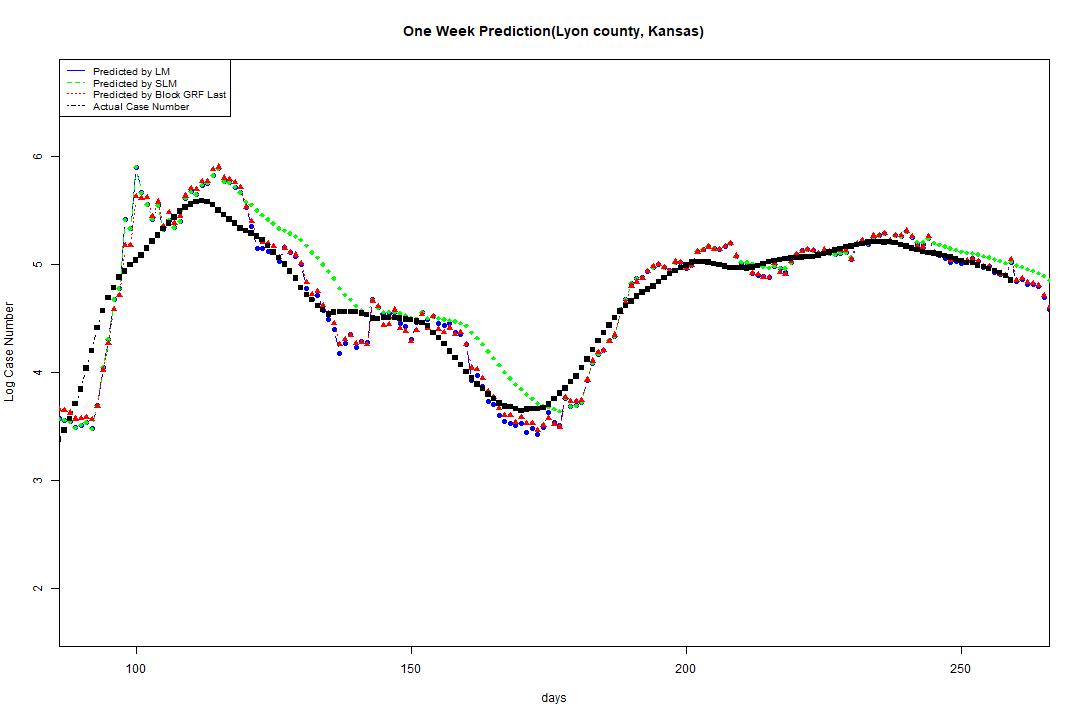 One Week Prediction(Lyon county, Kansas)
Predicted by LM
Predicted by SLM
Predicted by Block GRF Last
Actual Case Number
6
5
4
3
2
Log Case Number
100 150 200 250
days